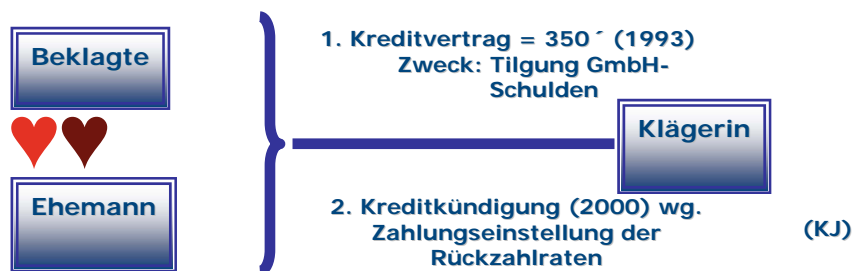 Beklagte
1. Kreditvertrag = 350´ (1993)
Zweck: Tilgung GmbH-
Schulden
Klägerin
Ehemann
2. Kreditkündigung (2000) wg.
Zahlungseinstellung der
Rückzahlraten
(KJ)